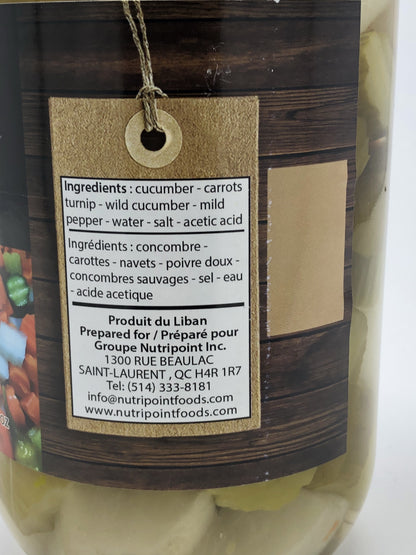 Ingredients : cucumber - carrots
turnip - wild cucumber - mild
pepper - water - salt - acetic acid
Ingrédients : concombre -
carottes - navets - poivre doux -
concombres sauvages - sel - eau
- acide acetique
Produit du Liban
Prepared for / Préparé pour
Groupe Nutripoint Inc.
1300 RUE BEAULAC
SAINT-LAURENT , QC H4R 1R7
Tel: (514) 333-8181
info@nutripointfoods.com
www.nutripointfoods.com
oz